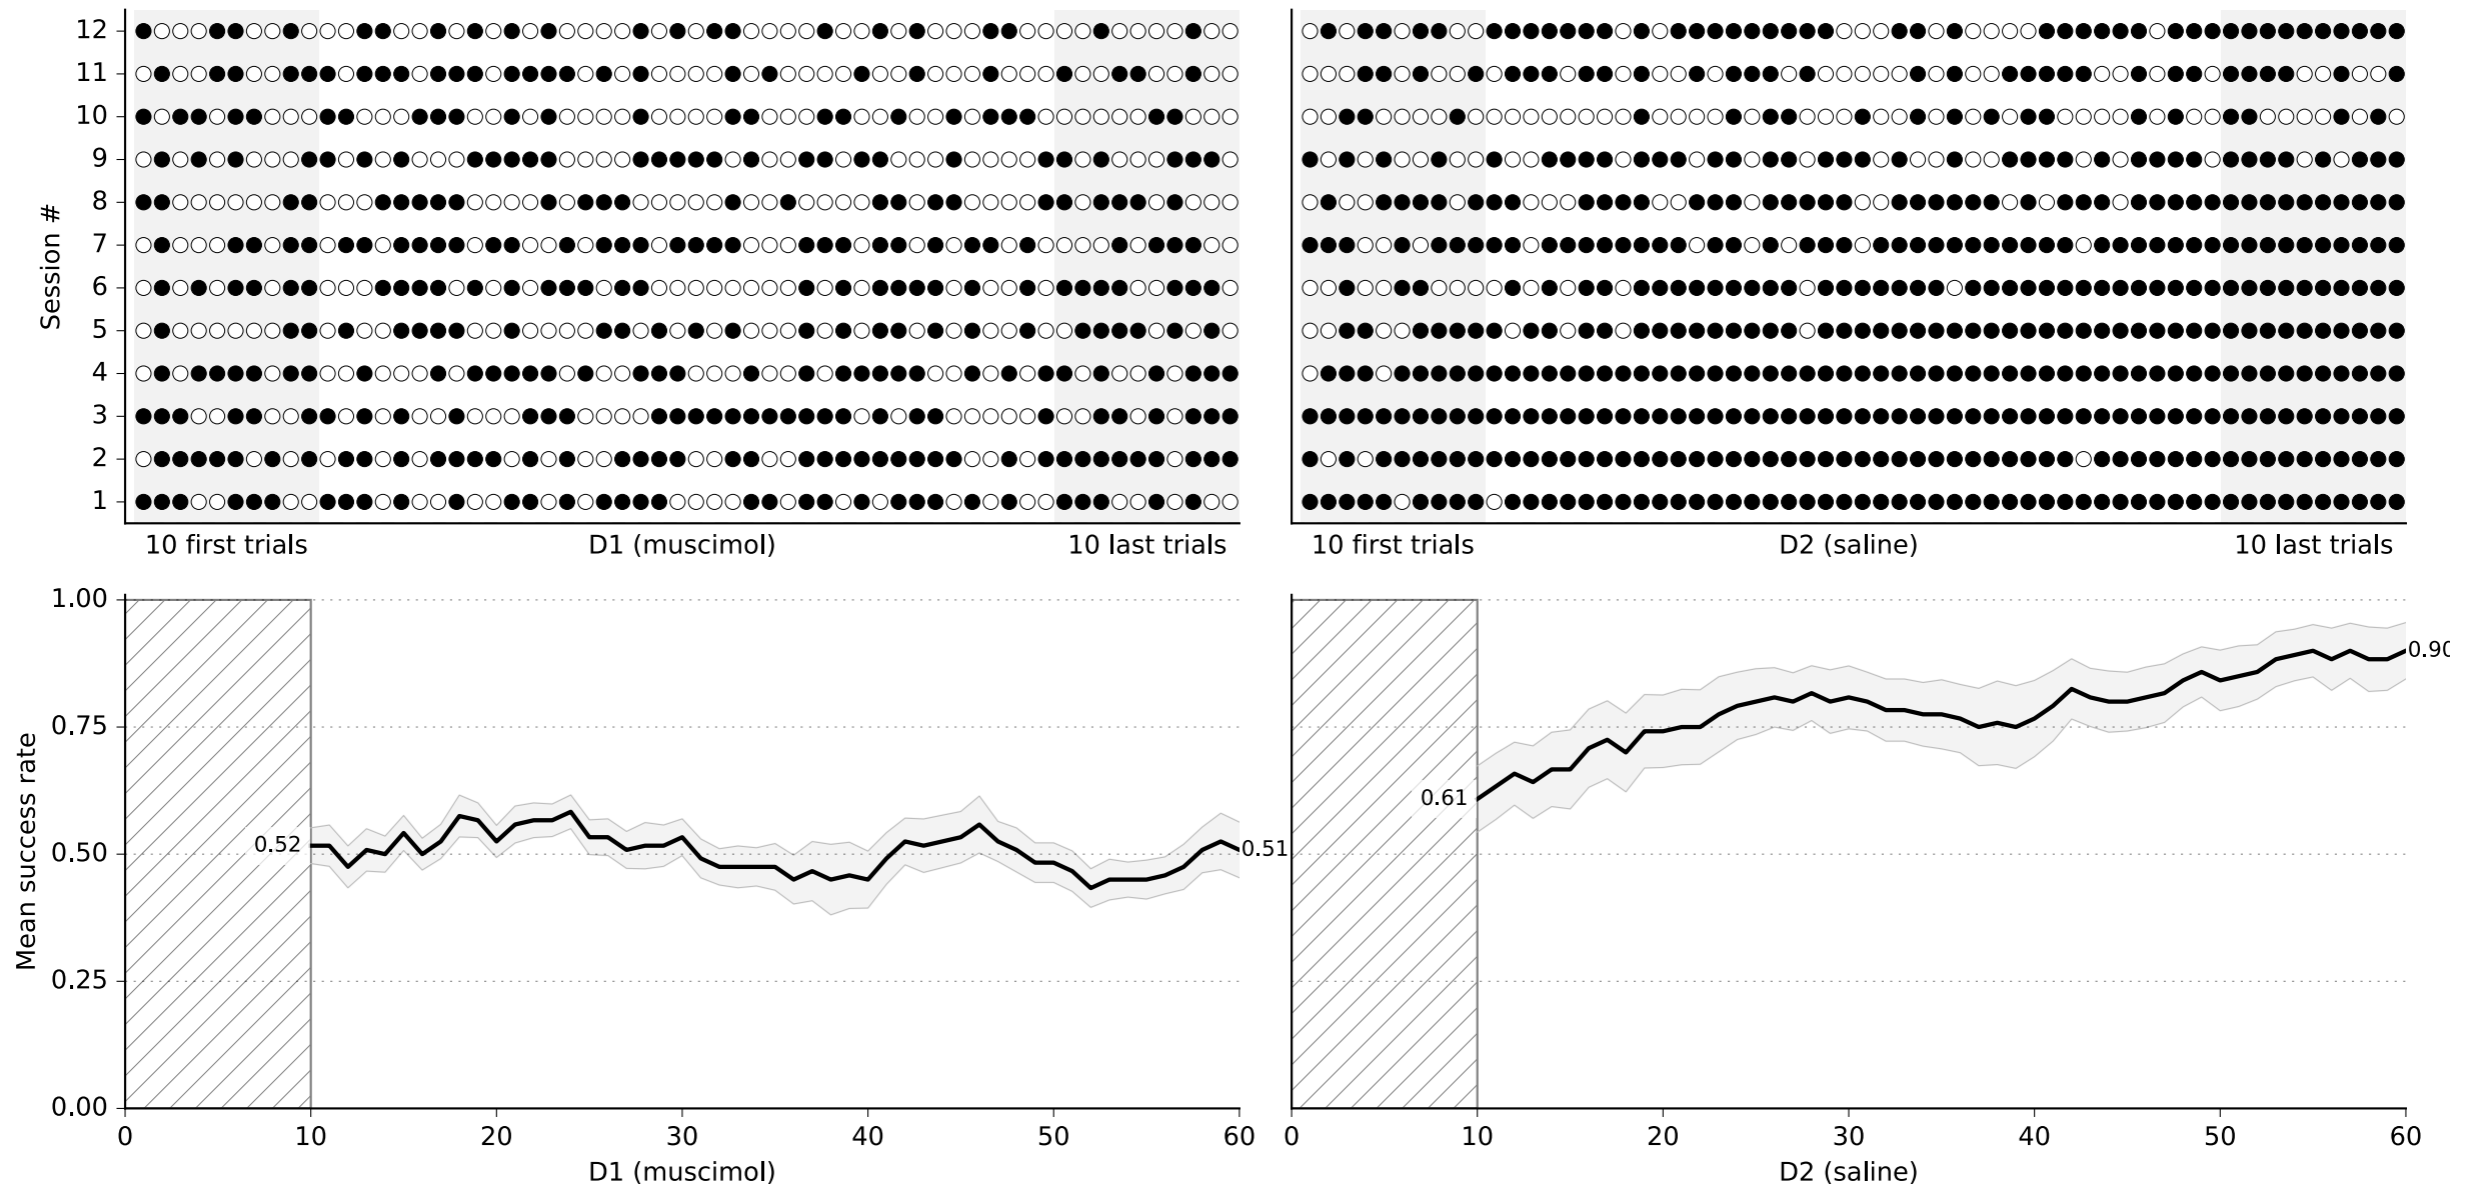 12
11
10
9
8
7
6
5
4
3
2
1
Session #
10 first trials D1 (muscimol) 10 last trials
10 first trials D2 (saline) 10 last trials
1.00
0.75
0.50
0.25
0.00
Mean success rate
0.52
0.51
0.61
0.90
0 10 20 30 40 50 60
0 10 20 30 40 50 60
D1 (muscimol)
D2 (saline)